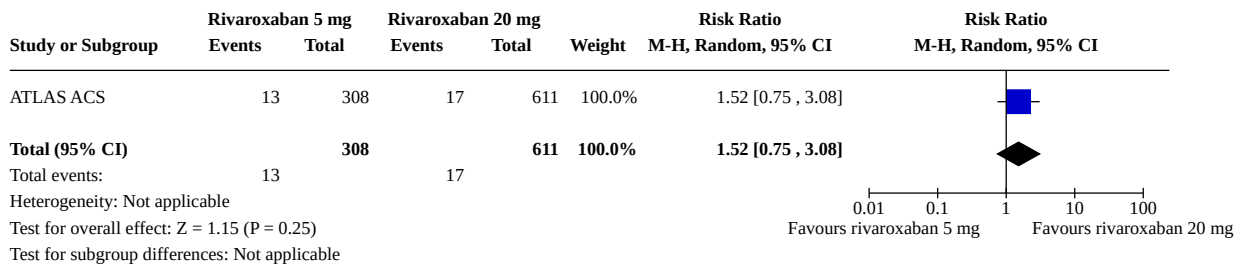 Rivaroxaban 5 mg Rivaroxaban 20 mg Risk Ratio Risk Ratio
Study or Subgroup Events Total Events Total Weight M-H, Random, 95% CI M-H, Random, 95% CI
ATLAS ACS 13 308 17 611 100.0% 1.52 [0.75 , 3.08]
Total (95% CI) 308 611 100.0% 1.52 [0.75 , 3.08]
Total events: 13 17
Heterogeneity: Not applicable
0.01 0.1 1 10 100
Test for overall effect: Z = 1.15 (P = 0.25)
Favours rivaroxaban 5 mg Favours rivaroxaban 20 mg
Test for subgroup differences: Not applicable